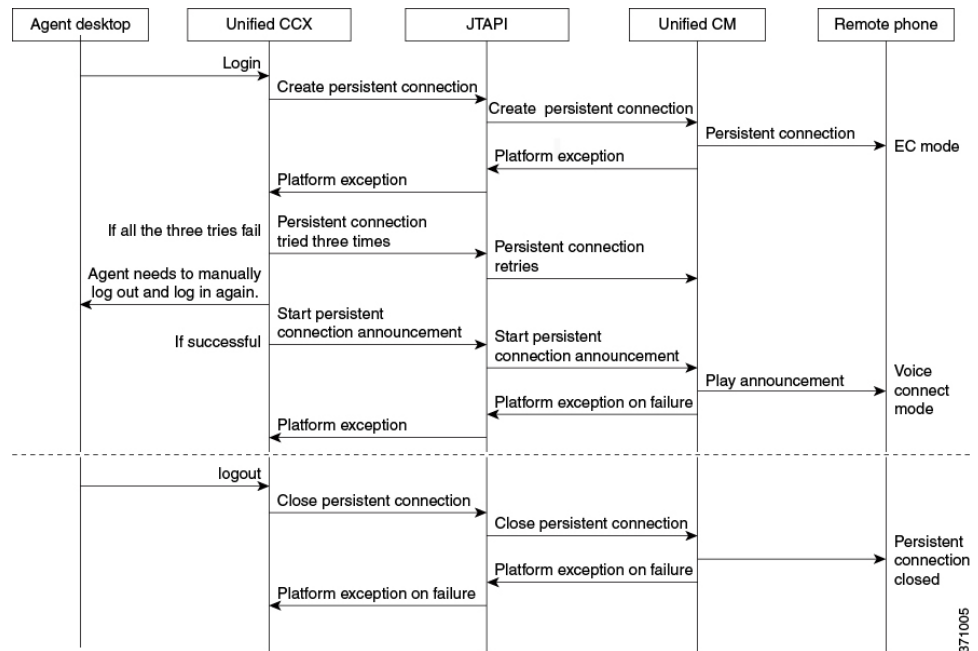 Agent desktop
Unified CCX
JTAPI
Unified CM
Remote phone
Login
Create persistent connection
Create persistent connection
Persistent connection
EC mode
Platform exception
Platform exception
If all the three tries fail
Persistent connection
tried three times
Persistent connection
retries
Agent needs to manually
log out and log in again.
Start persistent
connection announcement
If successful
Start persistent
connection announcement
Play announcement
Voice
connect
mode
Platform exception on failure
Platform exception
logout
Close persistent connection
Close persistent connection
Persistent
connection
closed
Platform exception on failure
Platform exception on failure
371005